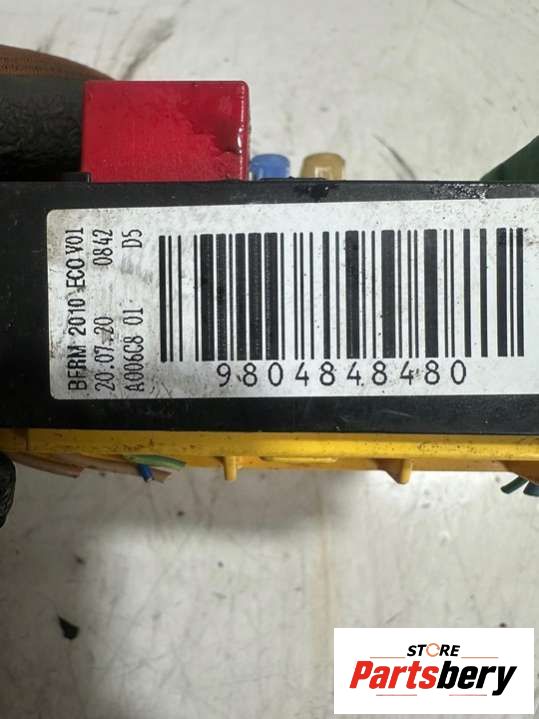 BFRM 2010 ECO V01
20.07.20 0842
A006C8 01 D5
9804848480
STORE
Partsbery